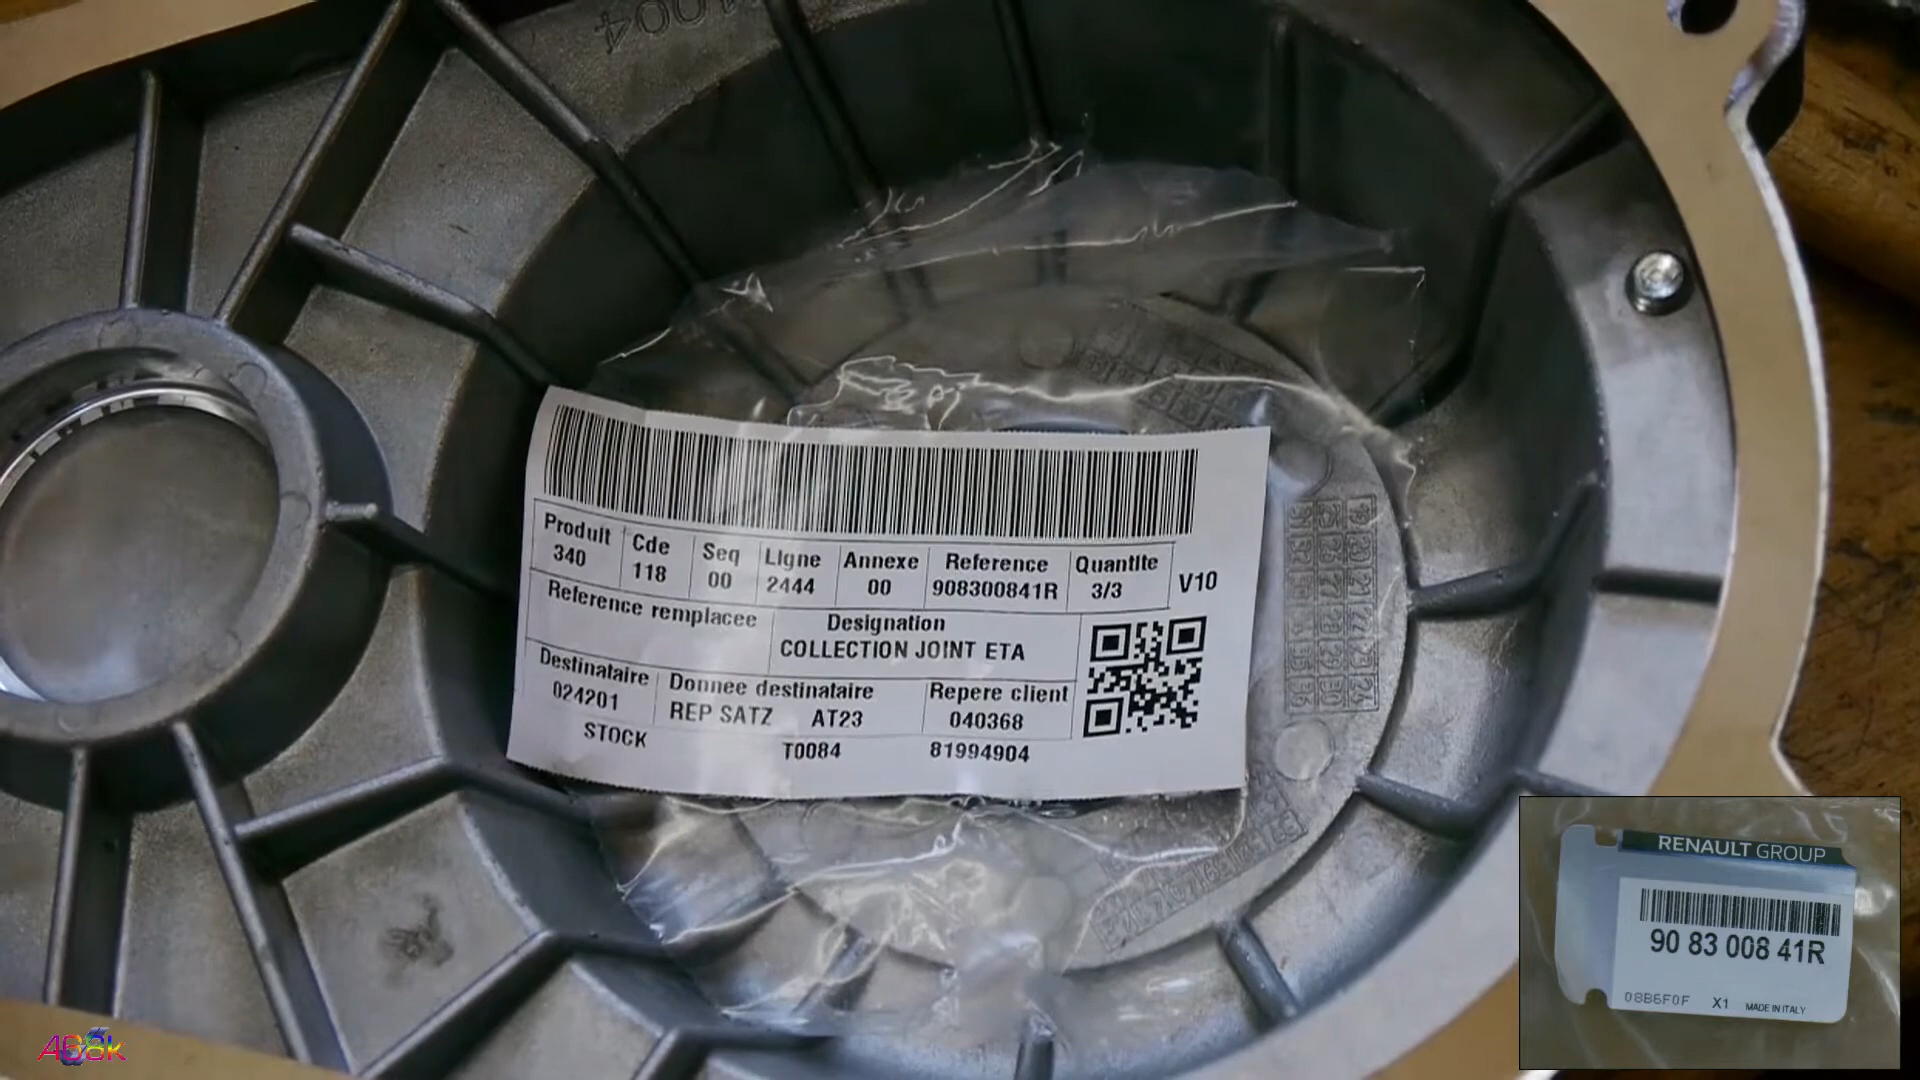 1004
Produit Cde Seq Ligne Annexe Reference Quantite
340 118 00 2444 00 908300841R 3/3 V10
Reference remplacee Designation
COLLECTION JOINT ETA
Destinataire Donnee destinataire Repere client
024201 REP SATZ AT23 040368
STOCK T0084 81994904
RENAULT GROUP
90 83 008 41R
08B6F0F X1 MADE IN ITALY